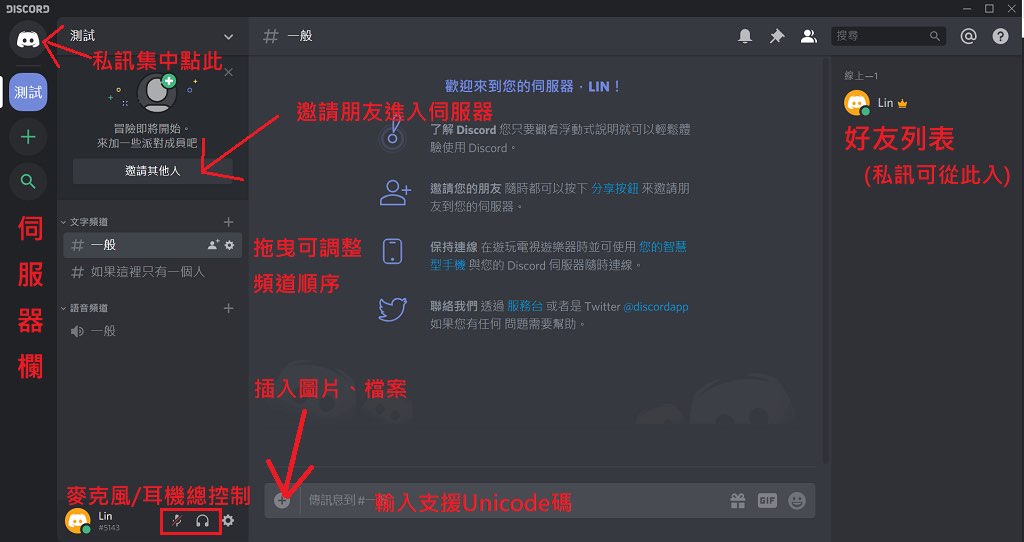 DISCORD
測試
# 一般
搜尋
私訊集中點此
測試
冒險即將開始。
來加一些派對成員吧
邀請其他人
邀請朋友進入伺服器
歡迎來到您的伺服器，LIN！
了解 Discord 您只要觀看浮動式說明就可以輕鬆體
驗使用 Discord。
邀請您的朋友 隨時都可以按下 分享按鈕 來邀請朋
友到您的伺服器。
保持連線 在遊玩電視遊樂器時並可使用 您的智慧
型手機 與您的 Discord 伺服器隨時連線。
聯絡我們 透過 服務台 或者是 Twitter @discordapp
如果您有任何 問題需要幫助。
線上—1
Lin
好友列表
(私訊可從此入)
伺服器欄
文字頻道
# 一般
# 如果這裡只有一個人
語音頻道
一般
拖曳可調整
頻道順序
插入圖片、檔案
傳訊息到 #一
輸入支援Unicode碼
GIF
麥克風/耳機總控制
Lin
#5143